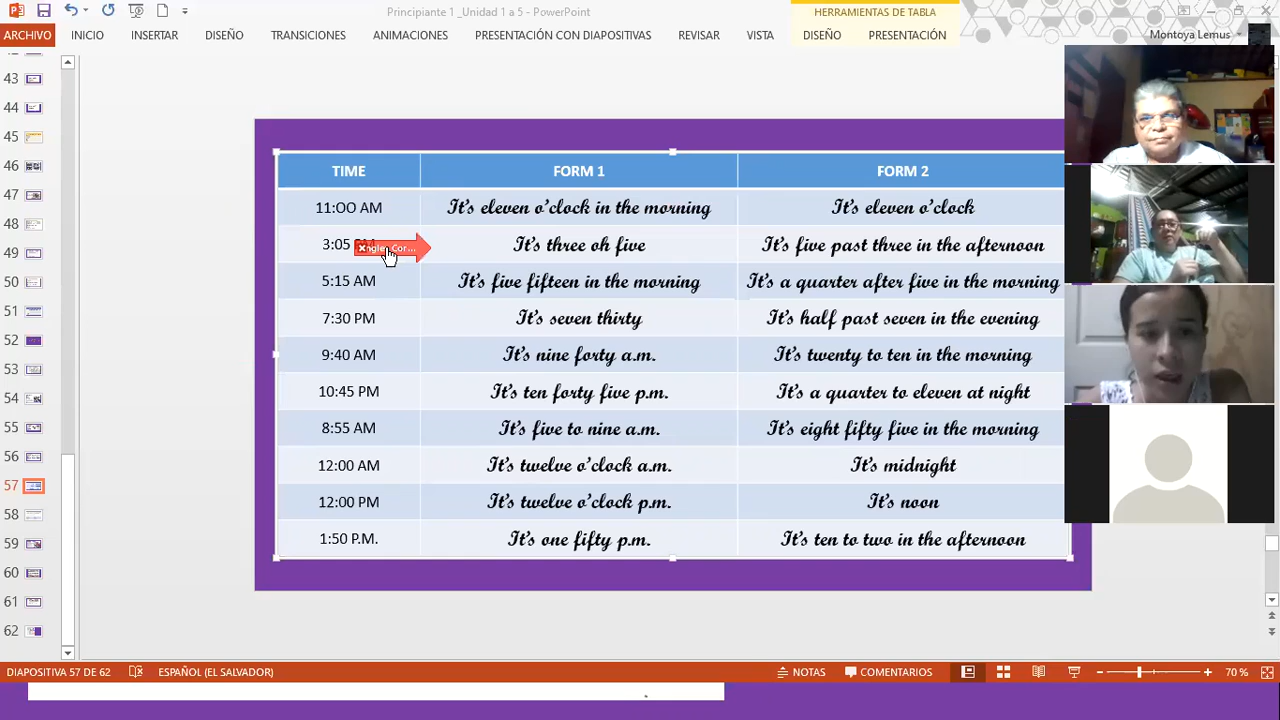 Principiante 1 _Unidad 1 a 5 - PowerPoint
HERRAMIENTAS DE TABLA
ARCHIVO INICIO INSERTAR DISEÑO TRANSICIONES ANIMACIONES PRESENTACIÓN CON DIAPOSITIVAS REVISAR VISTA DISEÑO PRESENTACIÓN Montoya Lemus
43
44
45
46
47
48
49
50
51
52
53
54
55
56
57
58
59
60
61
62
TIME FORM 1 FORM 2
11:OO AM It's eleven o'clock in the morning It's eleven o'clock
3:05 It's three oh five It's five past three in the afternoon
5:15 AM It's five fifteen in the morning It's a quarter after five in the morning
7:30 PM It's seven thirty It's half past seven in the evening
9:40 AM It's nine forty a.m. It's twenty to ten in the morning
10:45 PM It's ten forty five p.m. It's a quarter to eleven at night
8:55 AM It's five to nine a.m. It's eight fifty five in the morning
12:00 AM It's twelve o'clock a.m. It's midnight
12:00 PM It's twelve o'clock p.m. It's noon
1:50 P.M. It's one fifty p.m. It's ten to two in the afternoon
DIAPOSITIVA 57 DE 62 ESPAÑOL (EL SALVADOR) NOTAS COMENTARIOS 70 %